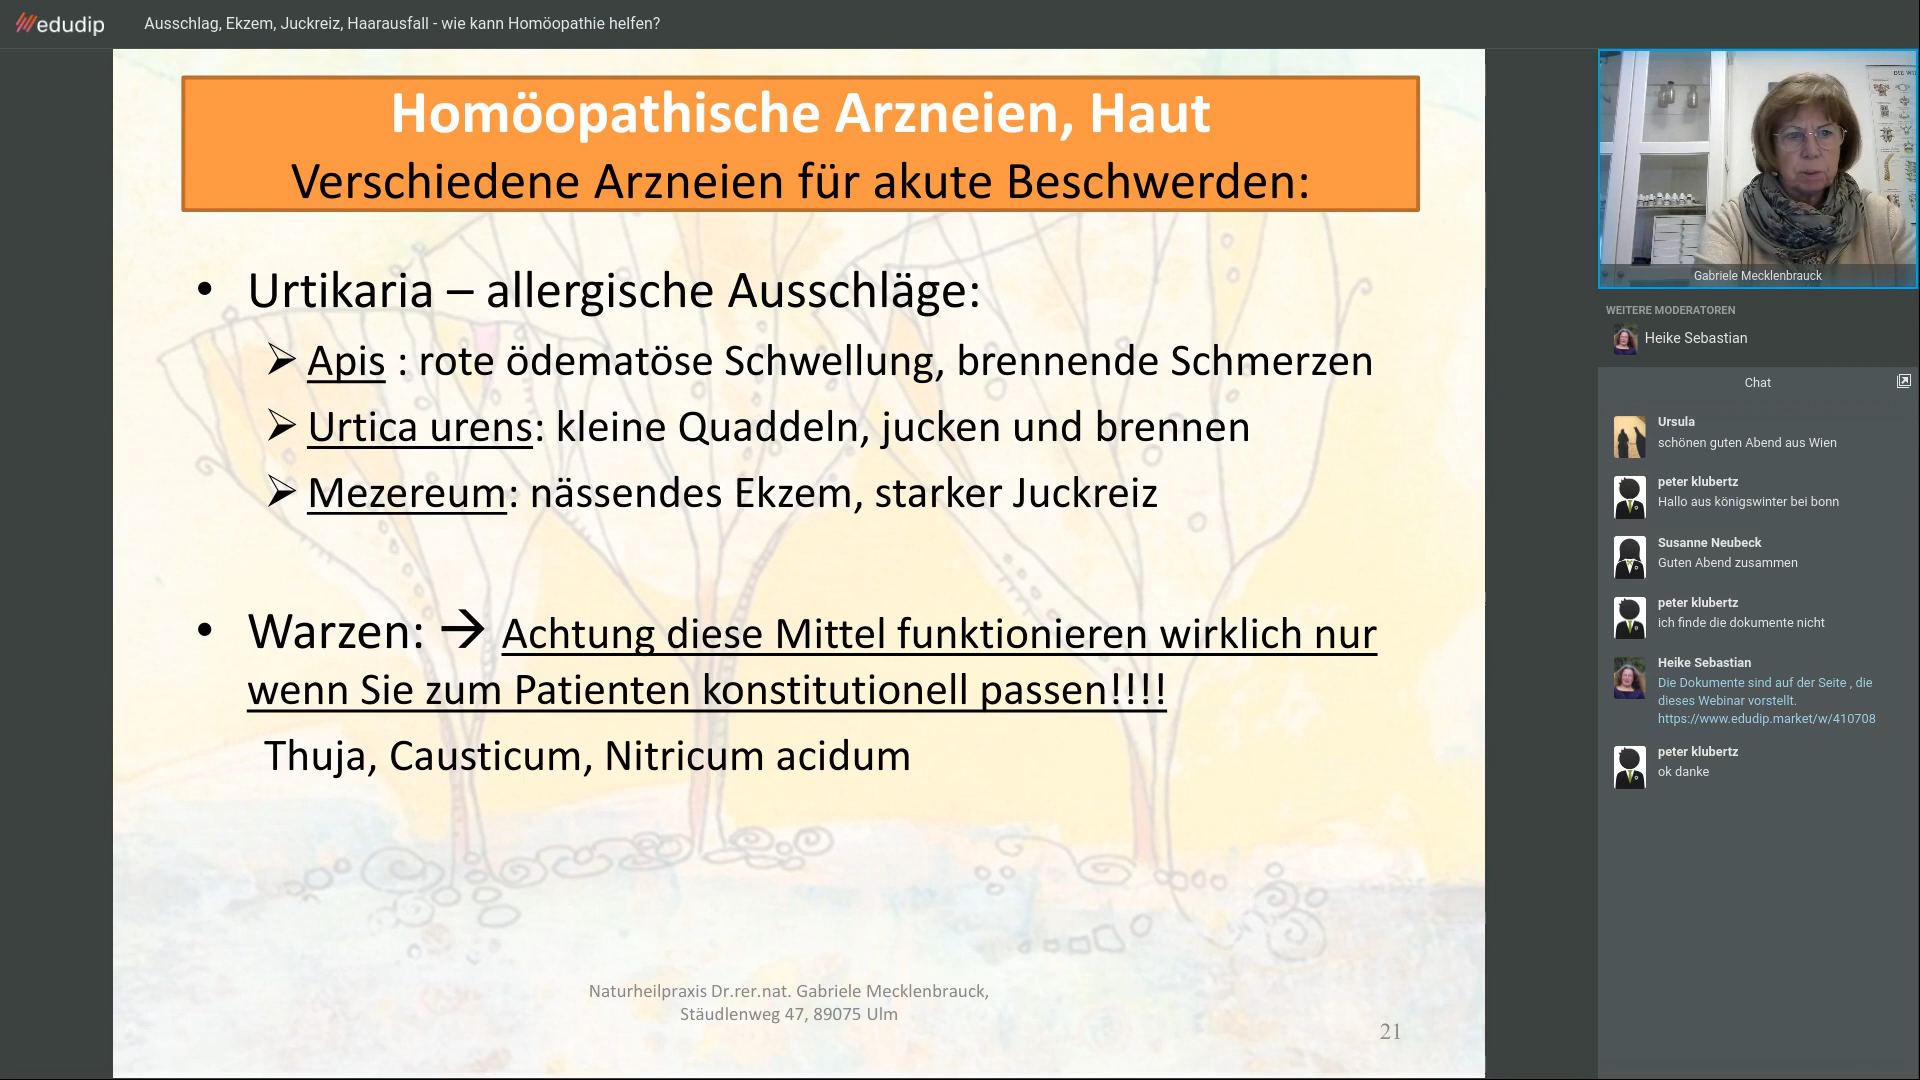 edudip
Ausschlag, Ekzem, Juckreiz, Haarausfall - wie kann Homöopathie helfen?
Homöopathische Arzneien, Haut
Verschiedene Arzneien für akute Beschwerden:
• Urtikaria – allergische Ausschläge:
➢ Apis : rote ödematöse Schwellung, brennende Schmerzen
➢ Urtica urens: kleine Quaddeln, jucken und brennen
➢ Mezereum: nässendes Ekzem, starker Juckreiz
• Warzen: → Achtung diese Mittel funktionieren wirklich nur
wenn Sie zum Patienten konstitutionell passen!!!!
Thuja, Causticum, Nitricum acidum
Naturheilpraxis Dr.rer.nat. Gabriele Mecklenbrauck,
Stäudlenweg 47, 89075 Ulm
21
Gabriele Mecklenbrauck
WEITERE MODERATOREN
Heike Sebastian
Chat
Ursula
schönen guten Abend aus Wien
peter klubertz
Hallo aus königswinter bei bonn
Susanne Neubeck
Guten Abend zusammen
peter klubertz
ich finde die dokumente nicht
Heike Sebastian
Die Dokumente sind auf der Seite , die
dieses Webinar vorstellt.
https://www.edudip.market/w/410708
peter klubertz
ok danke